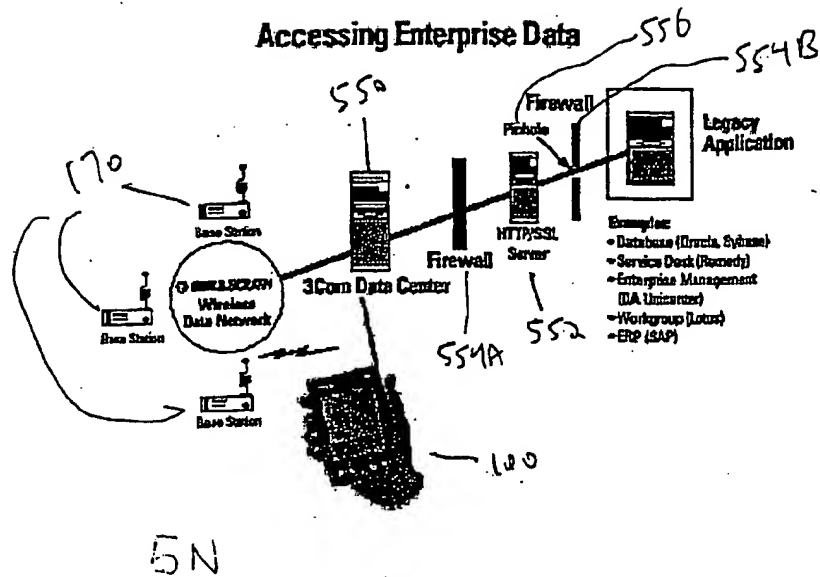 Accessing Enterprise Data
556
554B
550
Firewall
Pinhole
Legacy
Application
170
Base Station
HTTP/SSL
Server
Firewall
3Com Data Center
Wireless
Data Network
Base Station
Base Station
554A
552
Examples:
Database (Oracle, Sybase)
Service Desk (Remedy)
Enterprise Management
(CA Unicenter)
Workgroup (Lotus)
ERP (SAP)
100
5N